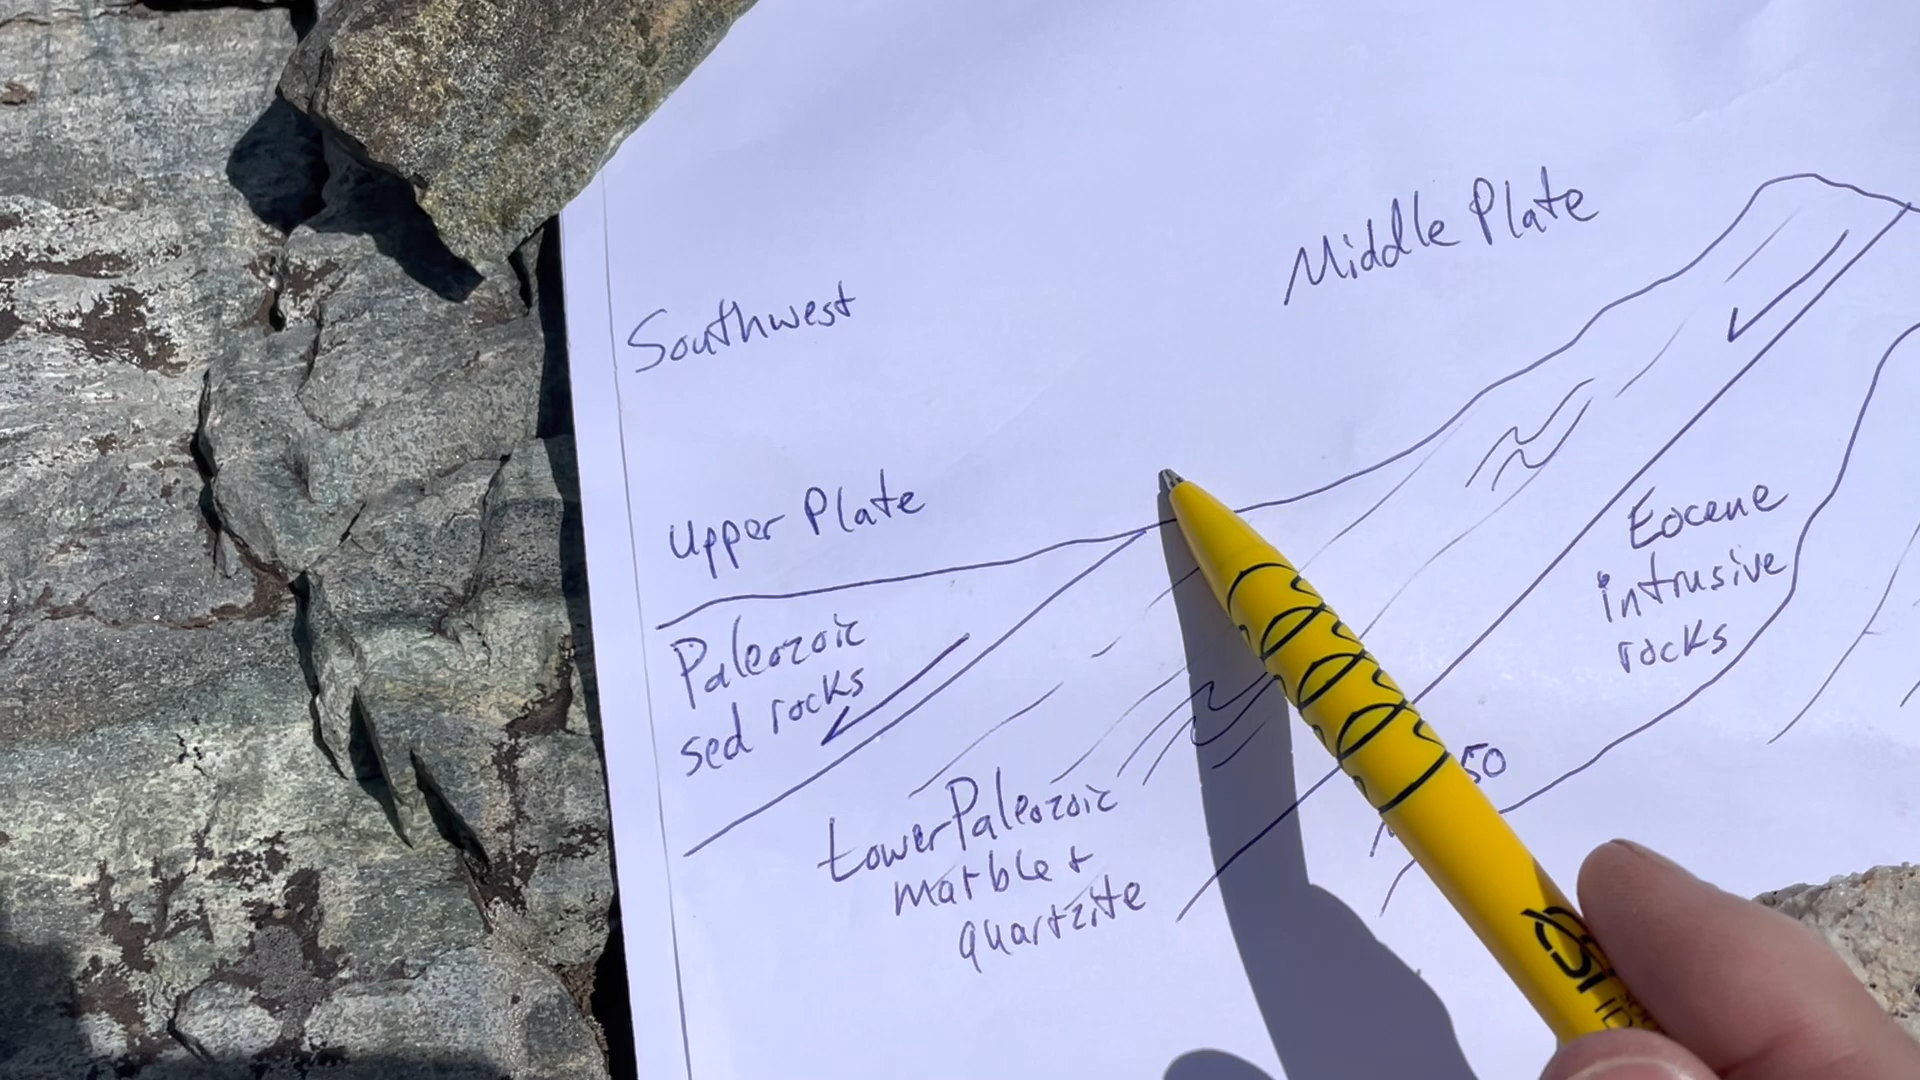 Southwest
Middle Plate
Upper Plate
Paleozoic
sed rocks
Lower Paleozoic
marble +
quartzite
Eocene
intrusive
rocks
50